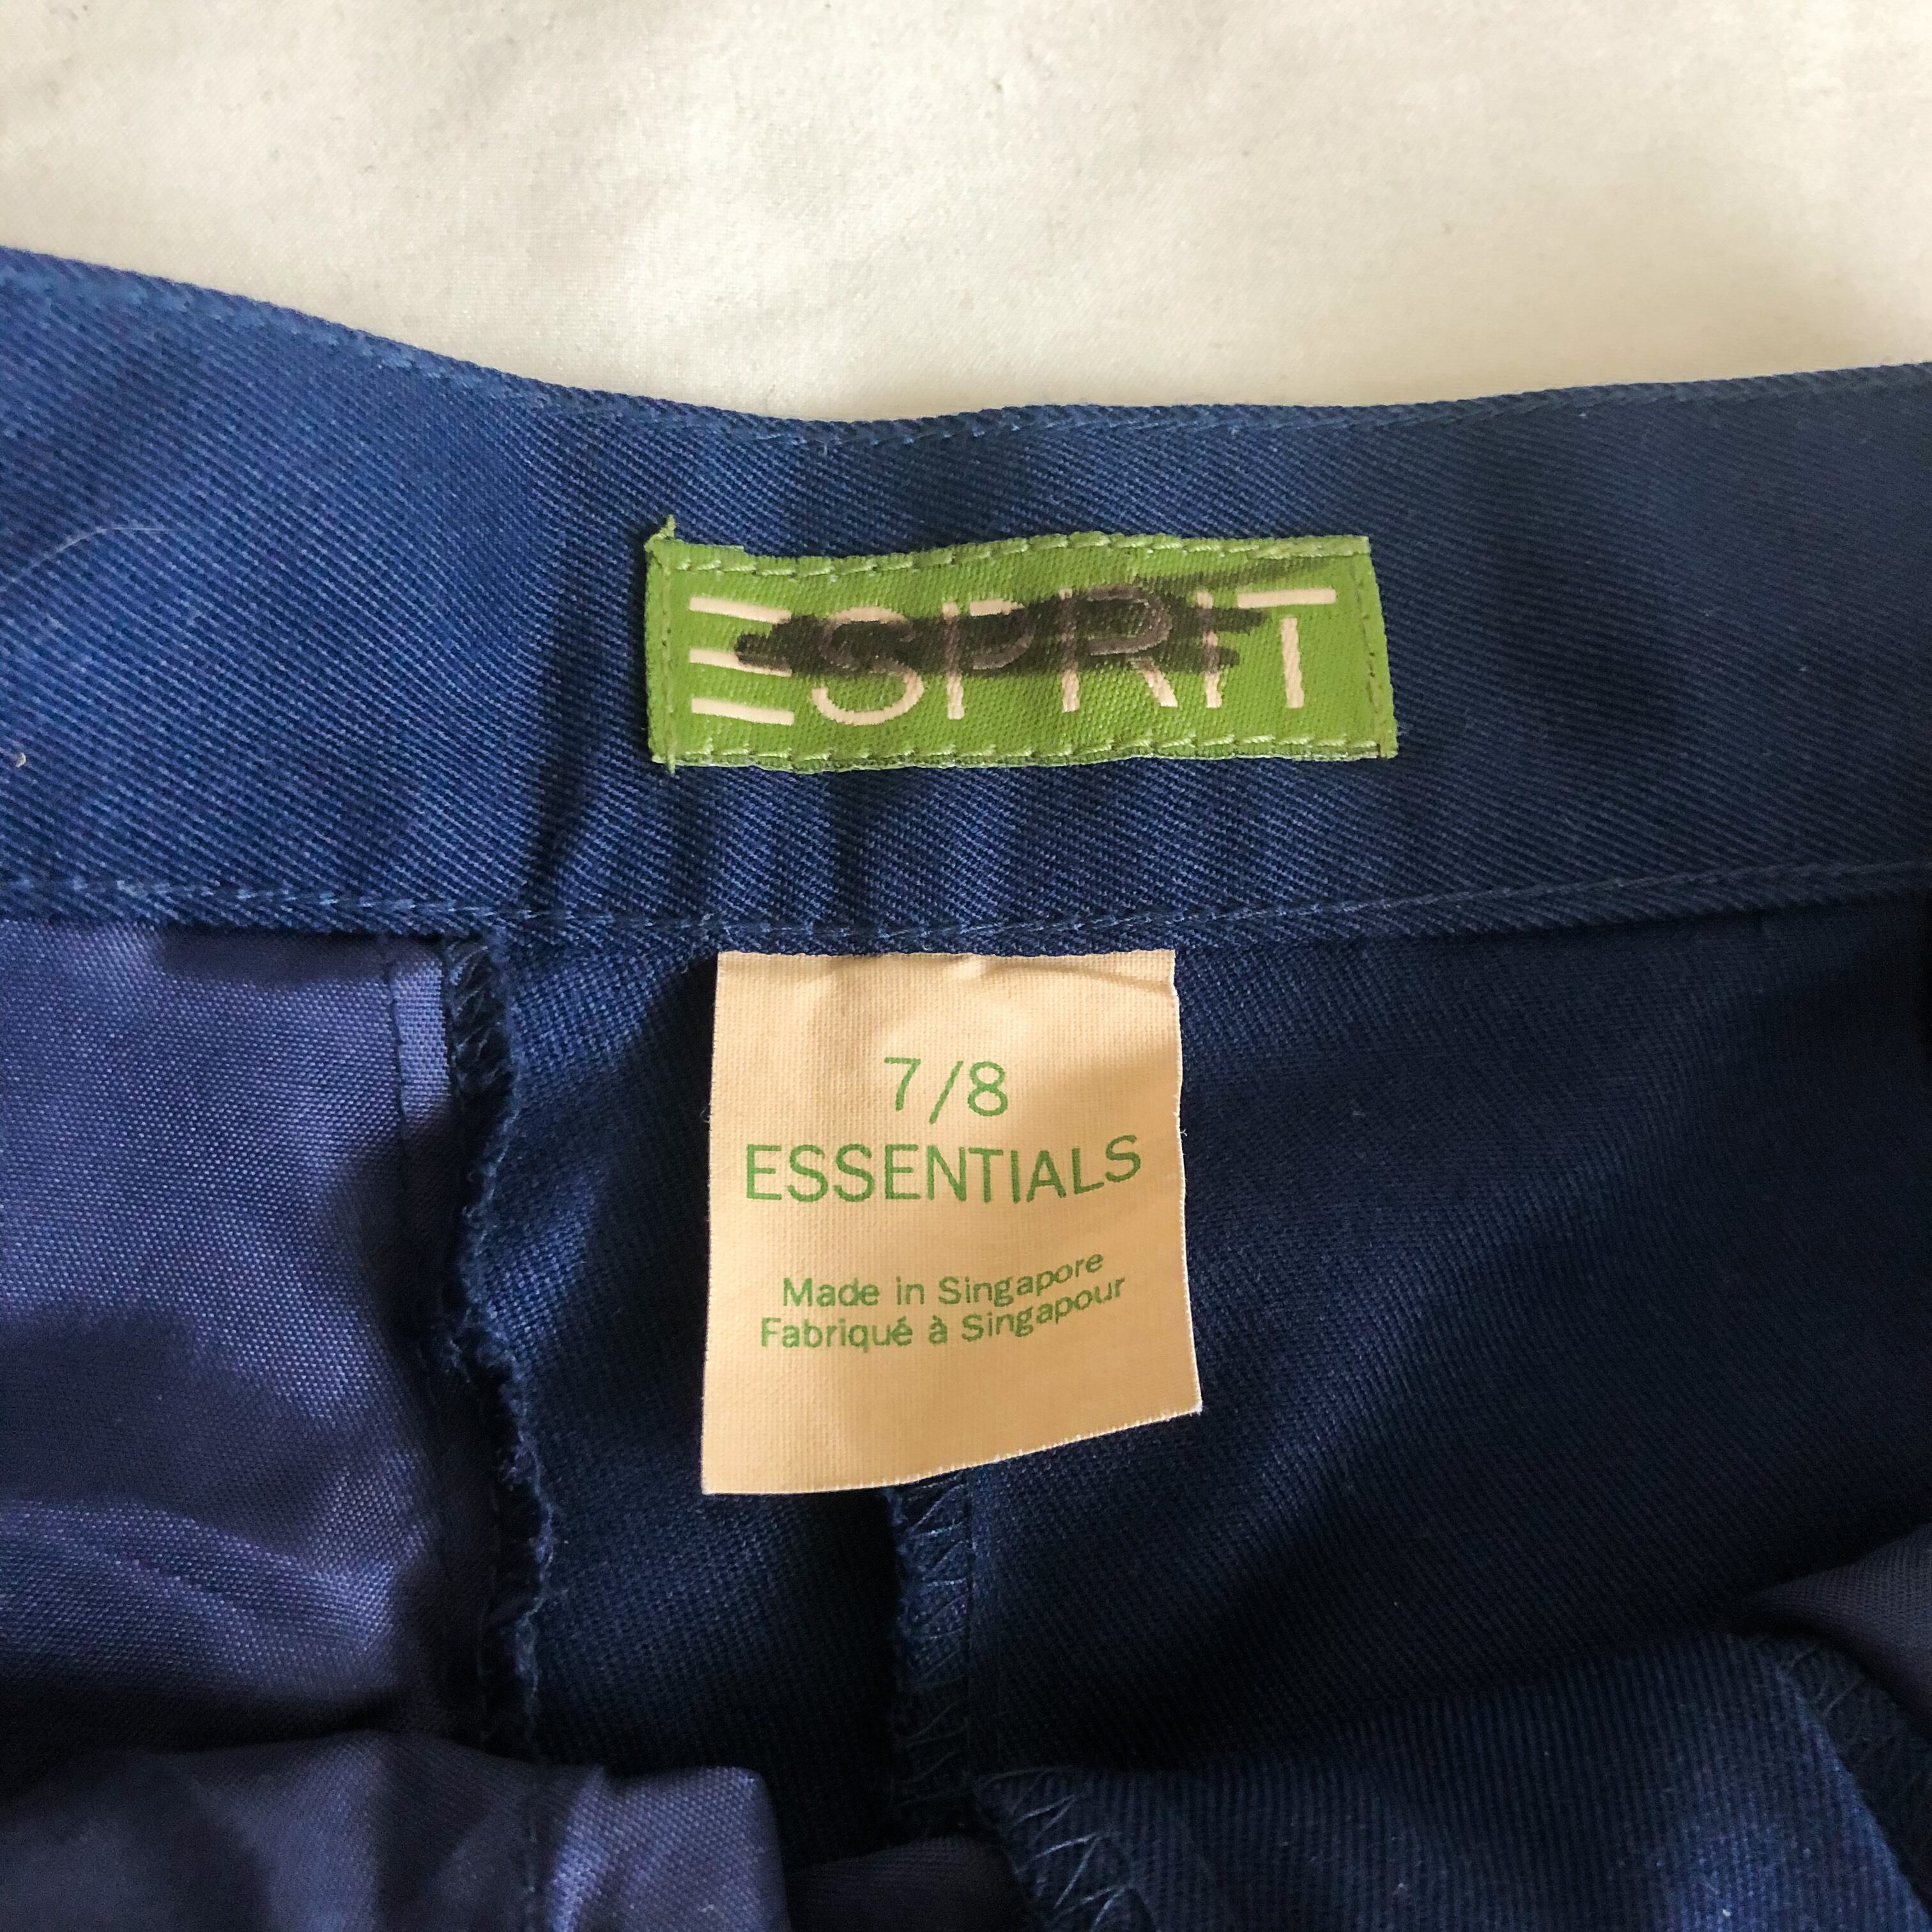 ESPRIT
7/8
ESSENTIALS
Made in Singapore
Fabriqué à Singapour